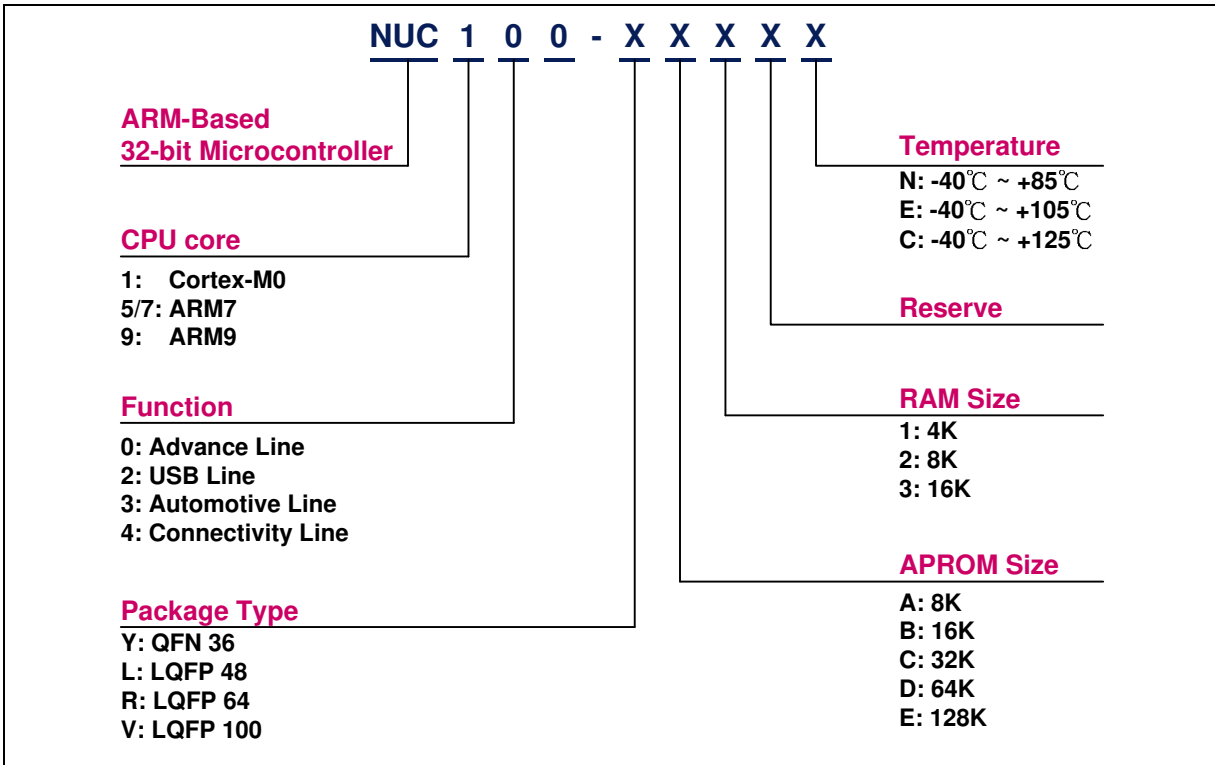 NUC 1 0 0 - X X X X X
ARM-Based
32-bit Microcontroller
CPU core
1: Cortex-M0
5/7: ARM7
9: ARM9
Function
0: Advance Line
2: USB Line
3: Automotive Line
4: Connectivity Line
Package Type
Y: QFN 36
L: LQFP 48
R: LQFP 64
V: LQFP 100
Temperature
N: -40℃ ~ +85℃
E: -40℃ ~ +105℃
C: -40℃ ~ +125℃
Reserve
RAM Size
1: 4K
2: 8K
3: 16K
APROM Size
A: 8K
B: 16K
C: 32K
D: 64K
E: 128K